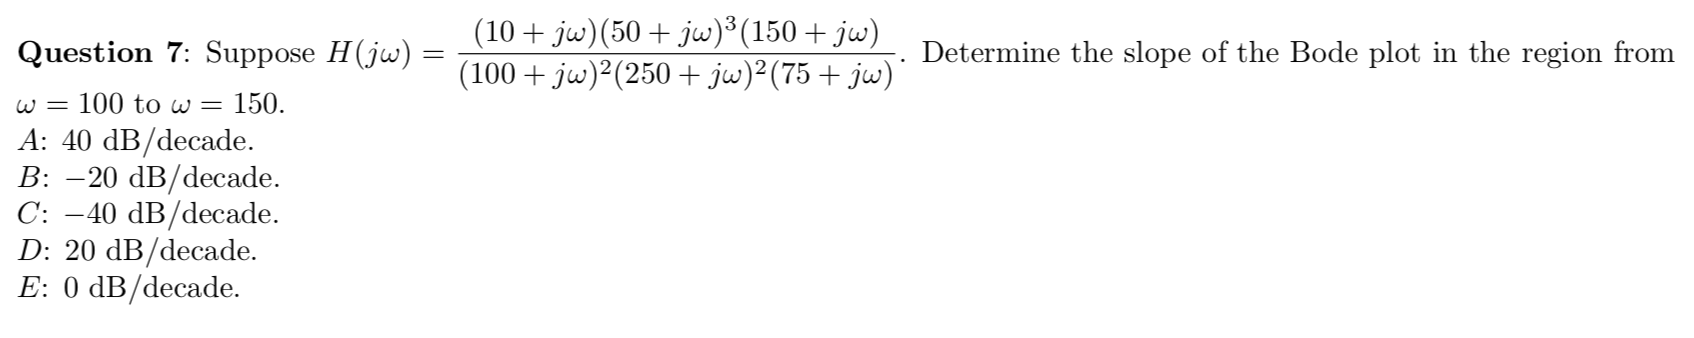 Question 7: Suppose H(jω) = \frac{(10 + jω)(50 + jω)^3(150 + jω)}{(100 + jω)^2(250 + jω)^2(75 + jω)}. Determine the slope of the Bode plot in the region from
ω = 100 to ω = 150.
A: 40 dB/decade.
B: −20 dB/decade.
C: −40 dB/decade.
D: 20 dB/decade.
E: 0 dB/decade.